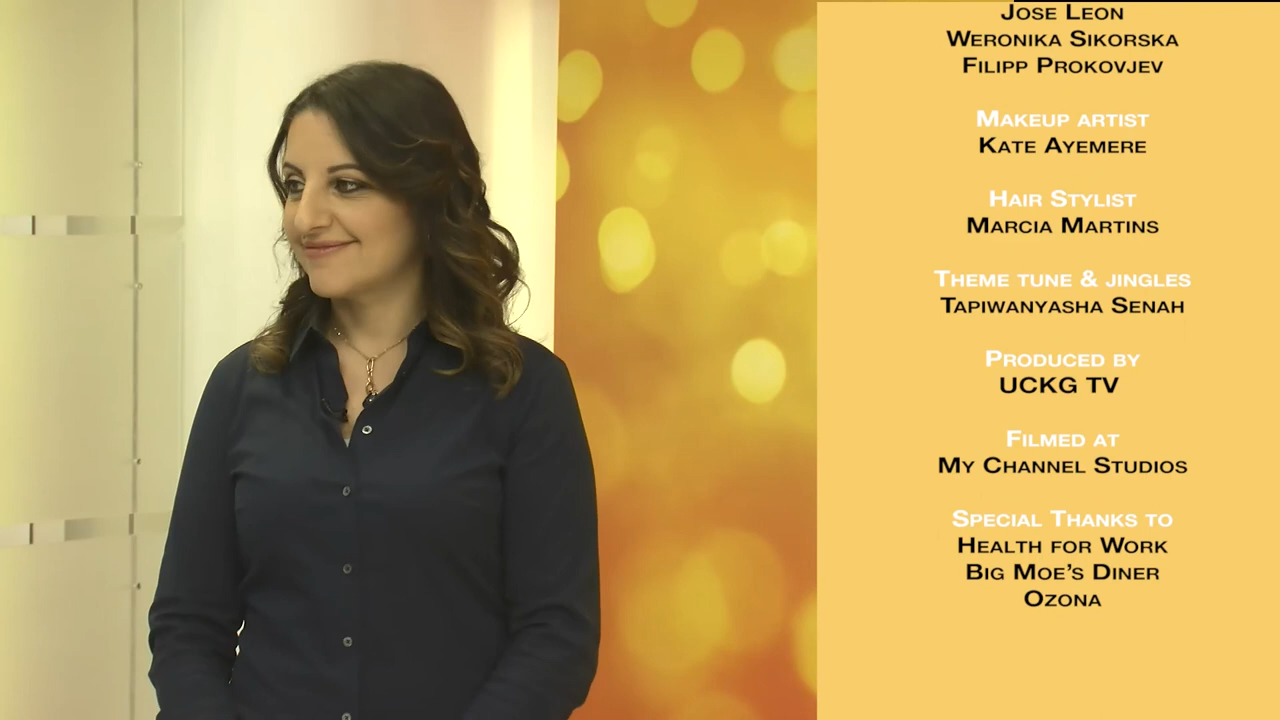 Jose Leon
Weronika Sikorska
Filipp Prokovjev
Makeup artist
Kate Ayemere
Hair Stylist
Marcia Martins
Theme tune & jingles
Tapiwanyasha Senah
Produced by
UCKG TV
Filmed at
My Channel Studios
Special Thanks to
Health for Work
Big Moe's Diner
Ozona